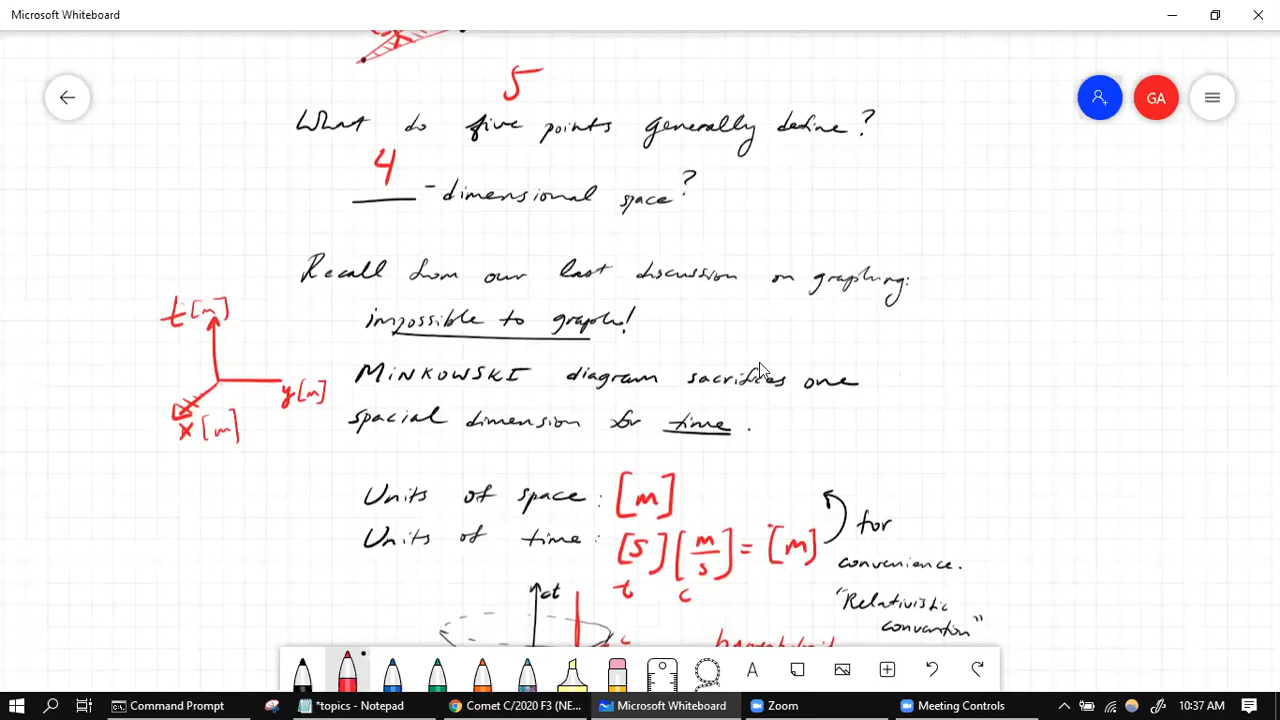 Microsoft Whiteboard
5
What do five points generally define?
4
-dimensional space?
Recall from our last discussion on graphing:
impossible to graph!
t[m]
y[m]
x[m]
MINKOWSKI diagram sacrifices one
spacial dimension for time.
Units of space: [m]
Units of time: [s][m/s]=[m]
t c
for
convenience.
"Relativistic
convention"
ct
c
GA
A
Command Prompt
*topics - Notepad
Comet C/2020 F3 (NE...
Microsoft Whiteboard
Zoom
Meeting Controls
10:37 AM